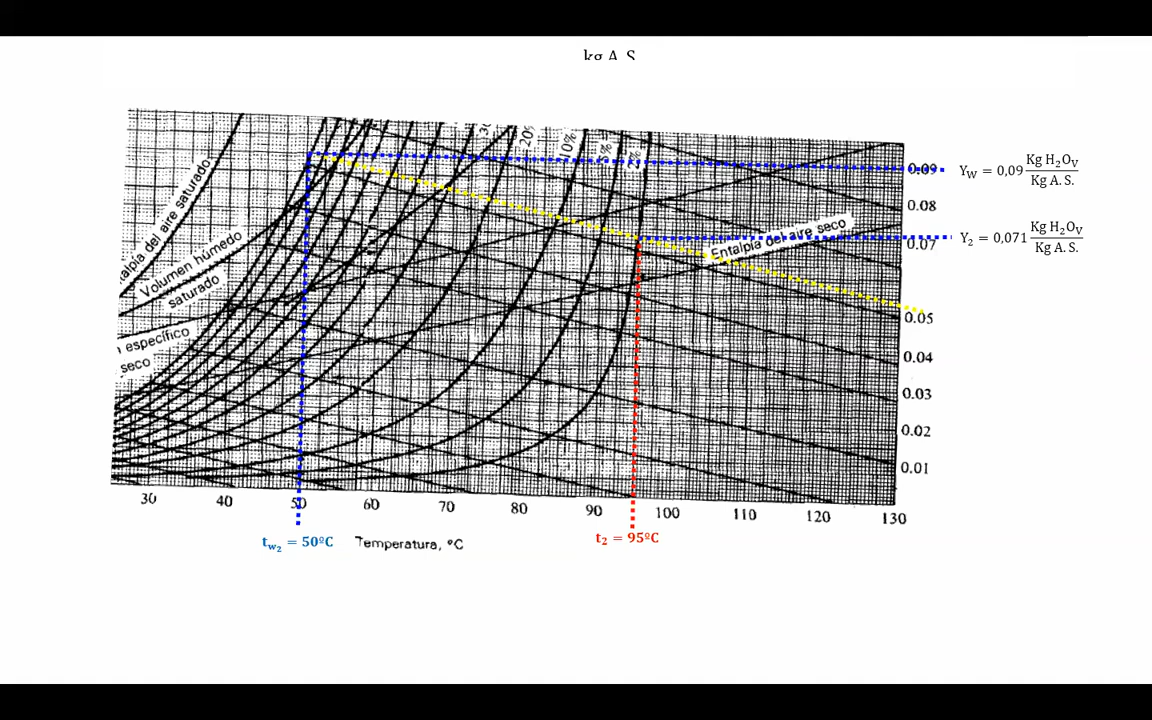 kg A. S.
30
20%
10%
%
%
talpía del aire saturado
Volumen húmedo
saturado
específico
seco
Entalpía del aire seco
0.09
0.08
0.07
0.05
0.04
0.03
0.02
0.01
Y_W = 0,09 Kg H₂O_V / Kg A. S.
Y₂ = 0,071 Kg H₂O_V / Kg A. S.
30 40 50 60 70 80 90 100 110 120 130
t_w₂ = 50ºC
Temperatura, ºC
t₂ = 95ºC